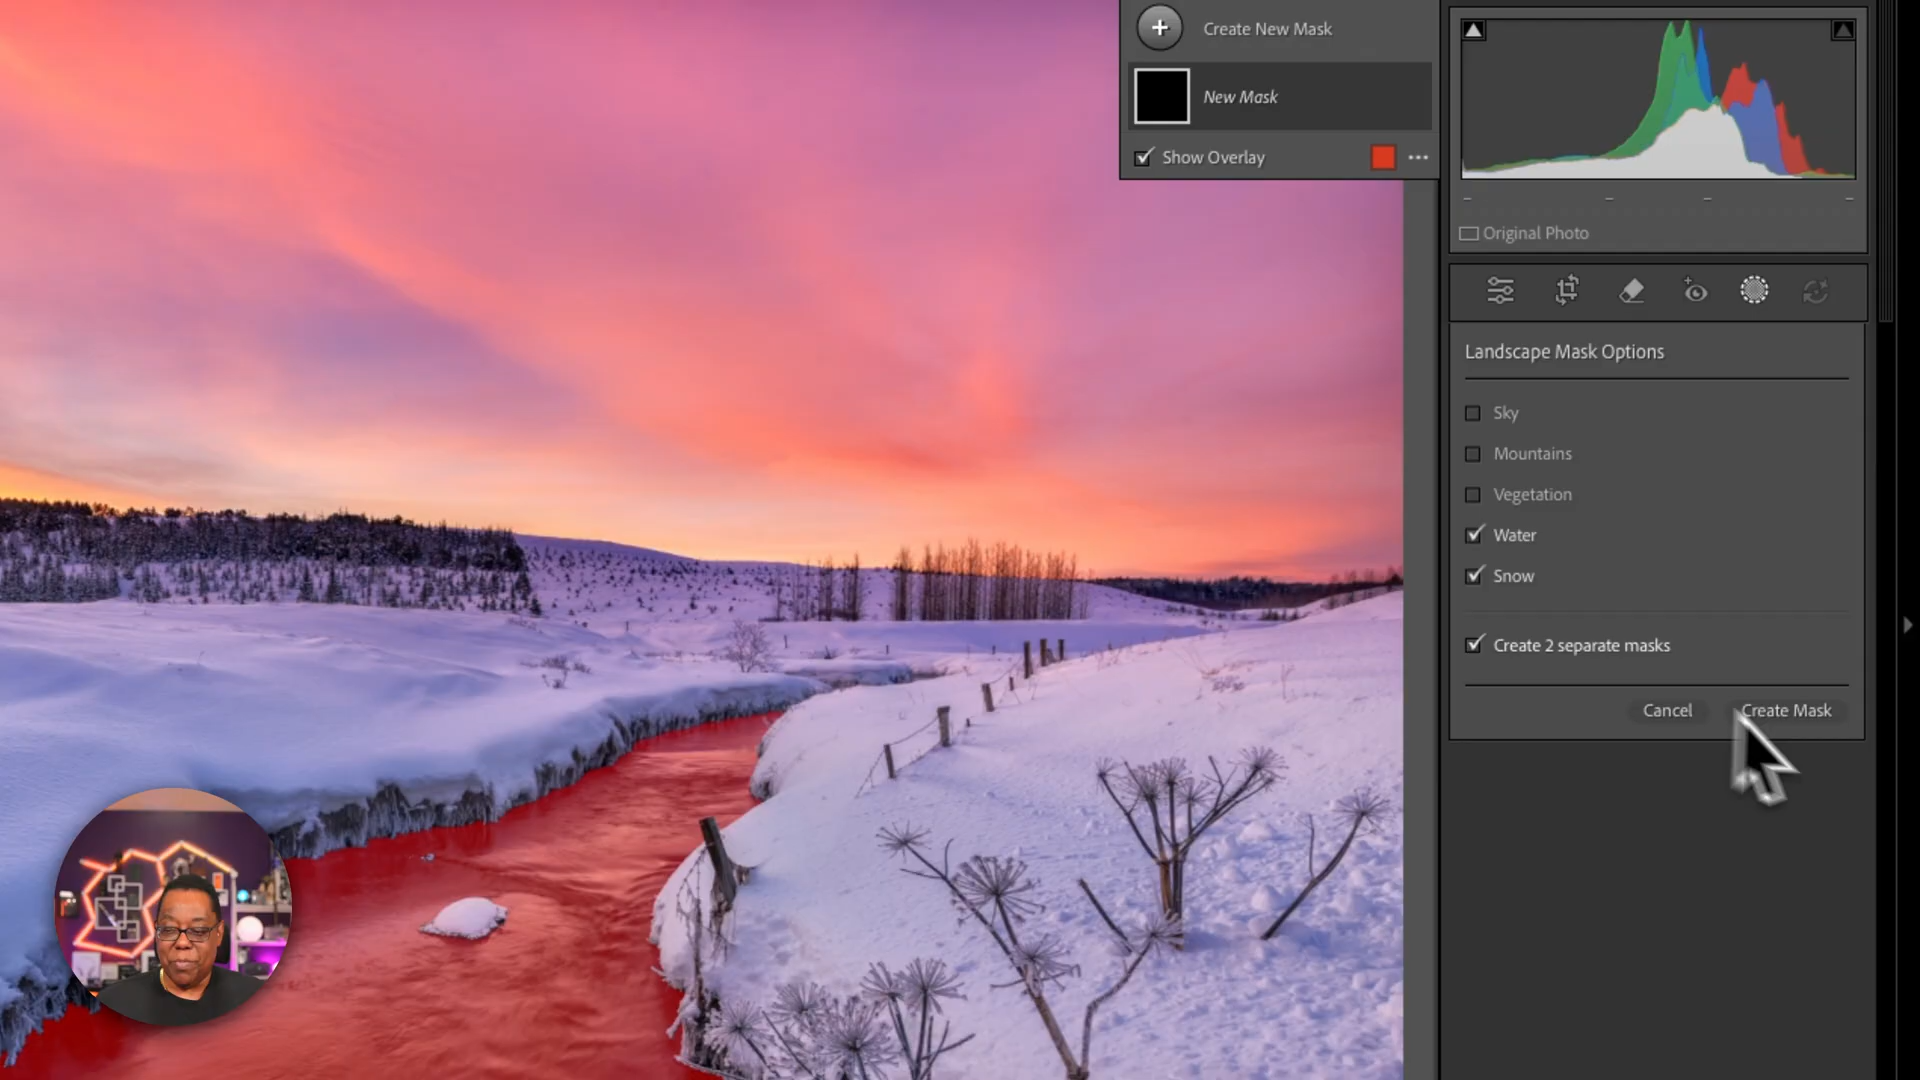 Create New Mask
New Mask
Show Overlay
Original Photo
Landscape Mask Options
Sky
Mountains
Vegetation
Water
Snow
Create 2 separate masks
Cancel
Create Mask